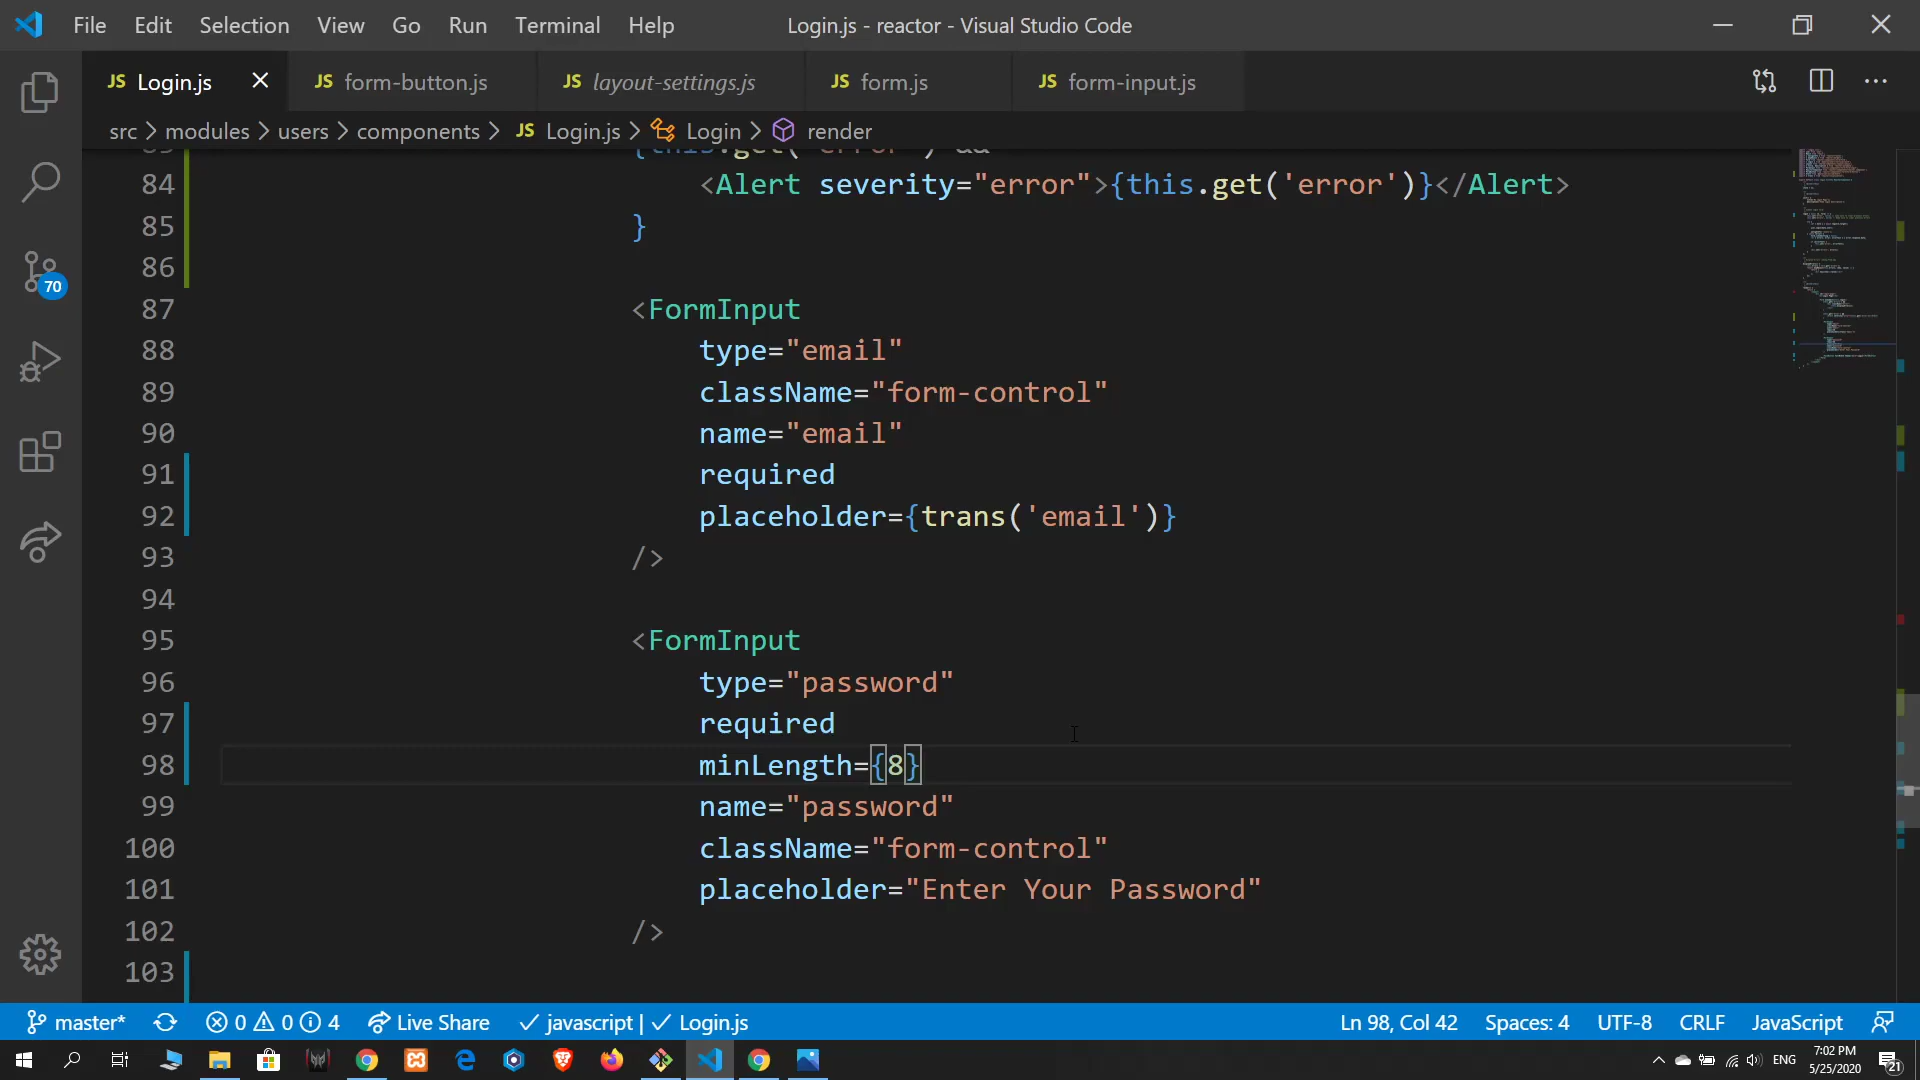 File Edit Selection View Go Run Terminal Help Login.js - reactor - Visual Studio Code
JS Login.js JS form-button.js JS layout-settings.js JS form.js JS form-input.js
src > modules > users > components > JS Login.js > Login > render
84 <Alert severity="error">{this.get('error')}</Alert>
85 }
86
87 <FormInput
88 type="email"
89 className="form-control"
90 name="email"
91 required
92 placeholder={trans('email')}
93 />
94
95 <FormInput
96 type="password"
97 required
98 minLength={8}
99 name="password"
100 className="form-control"
101 placeholder="Enter Your Password"
102 />
103
70
master* 0 0 4 Live Share javascript | Login.js Ln 98, Col 42 Spaces: 4 UTF-8 CRLF JavaScript
ENG 7:02 PM
5/25/2020
21